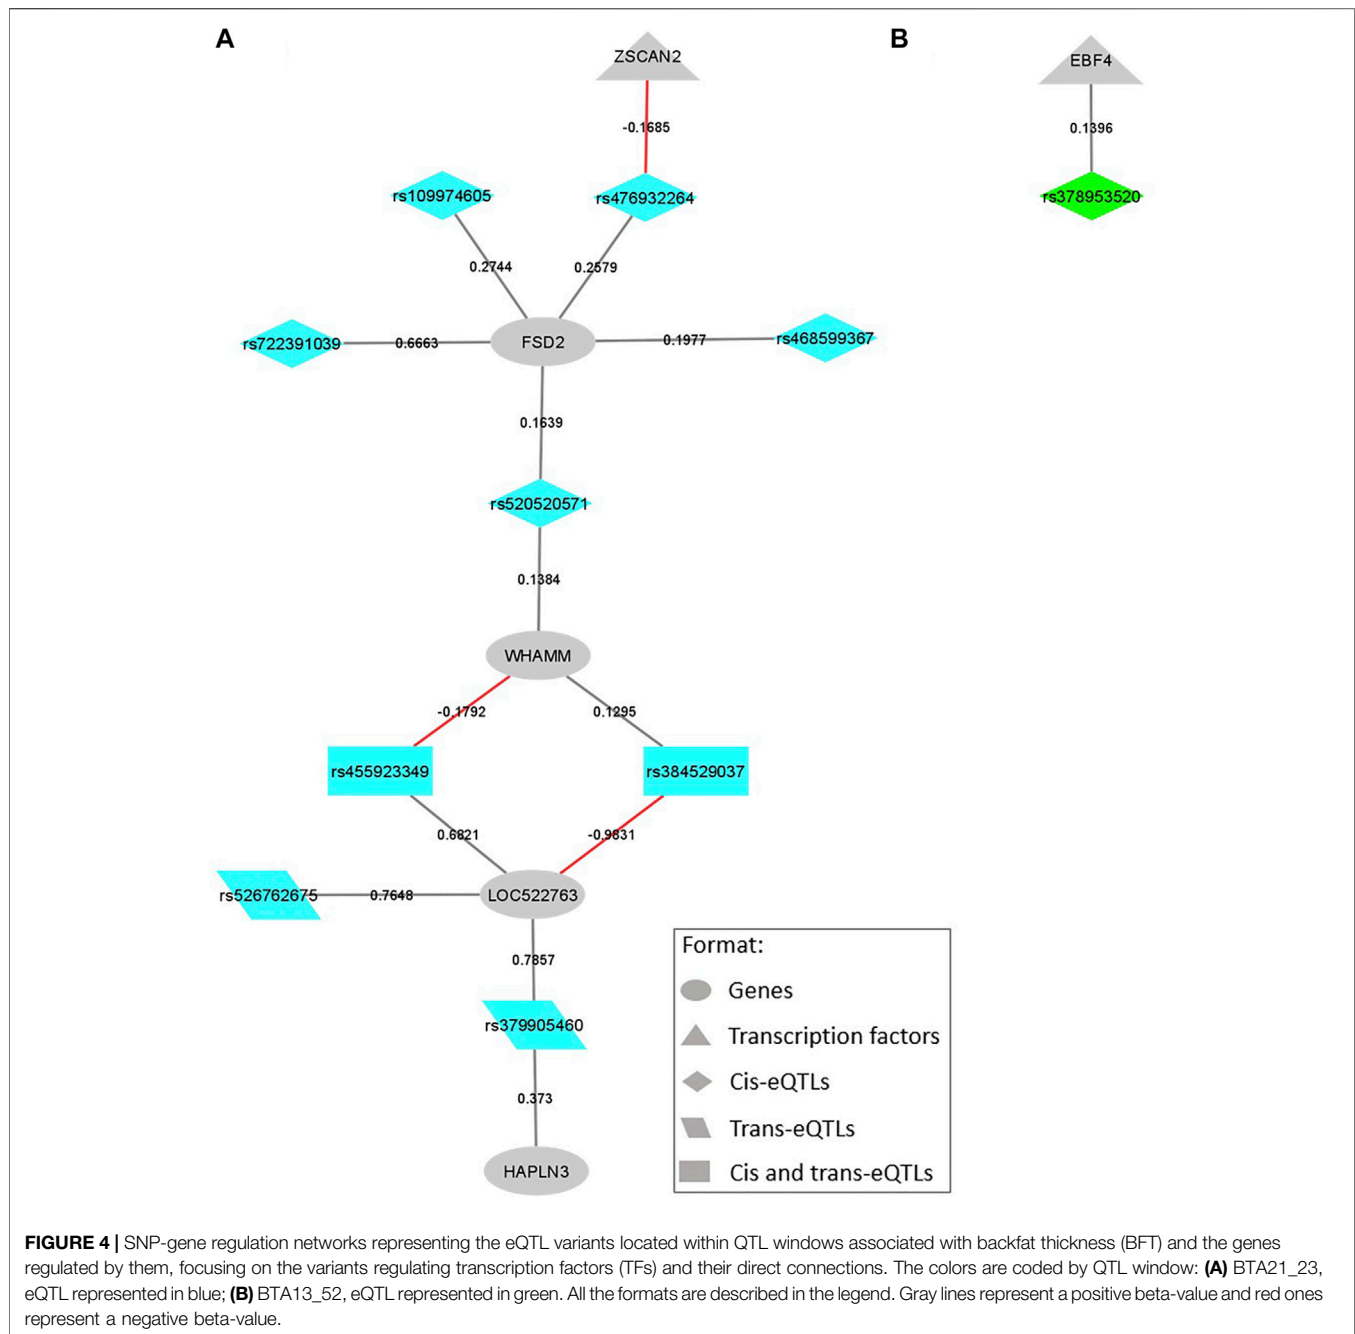 A
B
ZSCAN2
EBF4
-0.1685
0.1396
rs109974605
rs476932264
rs378953520
0.2744
0.2579
rs722391039
0.6663
FSD2
0.1977
rs468599367
0.1639
rs520520571
0.1384
WHAMM
-0.1792
0.1295
rs455923349
rs384529037
0.6821
-0.9831
rs526762675
0.7648
LOC522763
0.7857
rs379905460
0.373
HAPLN3
Format:
Genes
Transcription factors
Cis-eQTLs
Trans-eQTLs
Cis and trans-eQTLs
FIGURE 4 | SNP-gene regulation networks representing the eQTL variants located within QTL windows associated with backfat thickness (BFT) and the genes
regulated by them, focusing on the variants regulating transcription factors (TFs) and their direct connections. The colors are coded by QTL window: (A) BTA21_23,
eQTL represented in blue; (B) BTA13_52, eQTL represented in green. All the formats are described in the legend. Gray lines represent a positive beta-value and red ones
represent a negative beta-value.